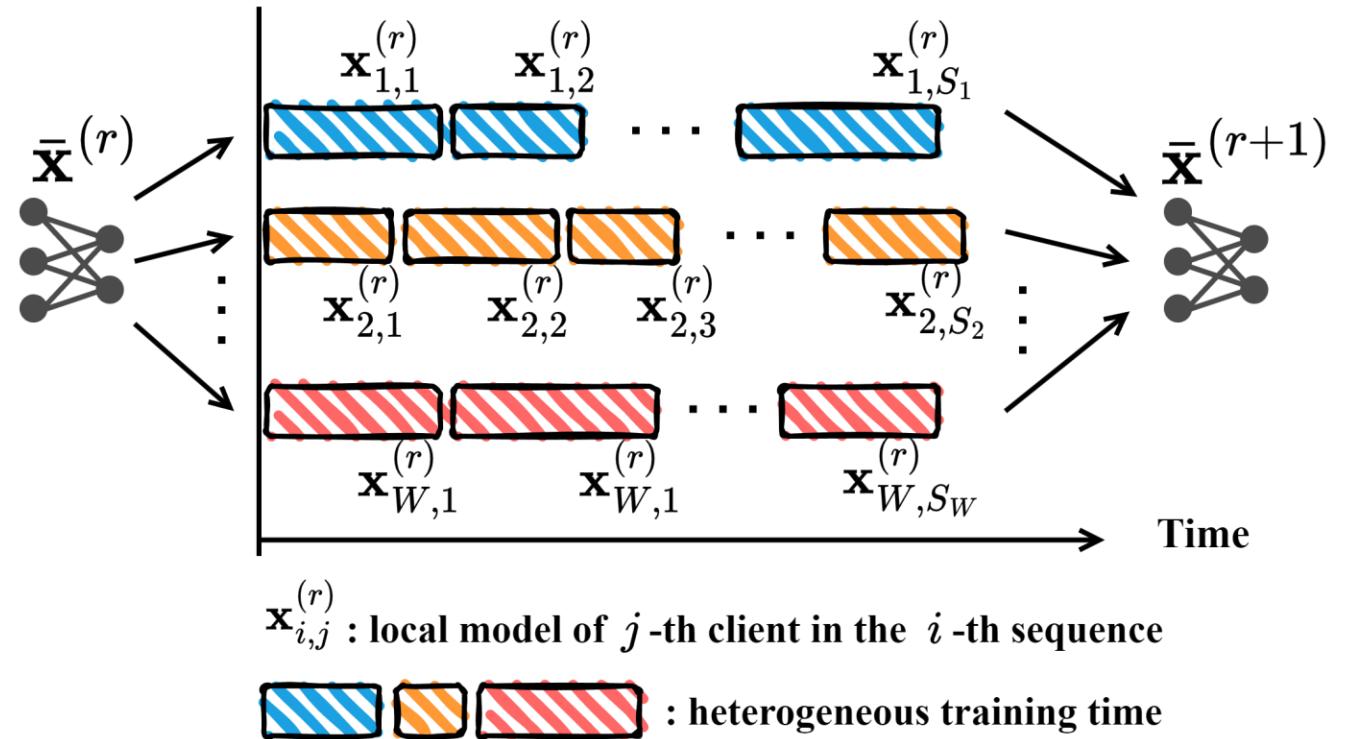 x_{1,1}^{(r)} x_{1,2}^{(r)} ··· x_{1,S_1}^{(r)}
x̄^{(r)} x̄^{(r+1)}
···
x_{2,1}^{(r)} x_{2,2}^{(r)} x_{2,3}^{(r)} x_{2,S_2}^{(r)}
···
x_{W,1}^{(r)} x_{W,1}^{(r)} x_{W,S_W}^{(r)}
Time
x_{i,j}^{(r)} : local model of j -th client in the i -th sequence
: heterogeneous training time